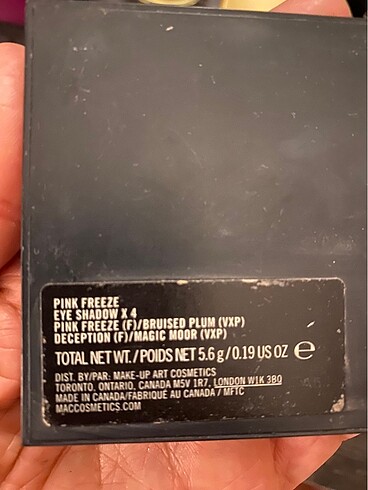 PINK FREEZE
EYE SHADOW X 4
PINK FREEZE (F)/BRUISED PLUM (VXP)
DECEPTION (F)/MAGIC MOOR (VXP)
TOTAL NET WT./POIDS NET 5.6 g/0.19 US OZ ℮
DIST. BY/PAR: MAKE-UP ART COSMETICS
TORONTO, ONTARIO, CANADA M5V 1R7, LONDON W1K 3BQ
MADE IN CANADA/FABRIQUÉ AU CANADA / MFTC
MACCOSMETICS.COM